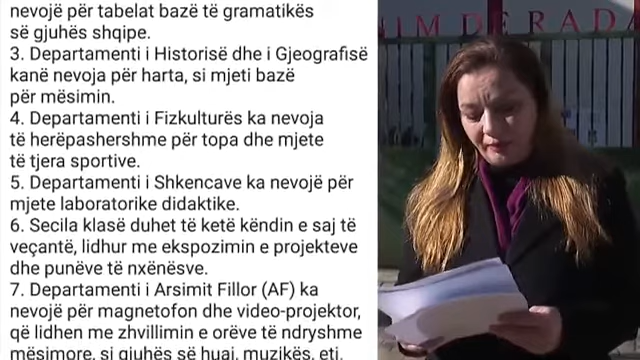 nevojë për tabelat bazë të gramatikës
së gjuhës shqipe.
3. Departamenti i Historisë dhe i Gjeografisë
kanë nevoja për harta, si mjeti bazë
për mësimin.
4. Departamenti i Fizkulturës ka nevoja
të herëpashershme për topa dhe mjete
të tjera sportive.
5. Departamenti i Shkencave ka nevojë për
mjete laboratorike didaktike.
6. Secila klasë duhet të ketë këndin e saj të
veçantë, lidhur me ekspozimin e projekteve
dhe punëve të nxënësve.
7. Departamenti i Arsimit Fillor (AF) ka
nevojë për magnetofon dhe video-projektor,
që lidhen me zhvillimin e orëve të ndryshme
mësimore, si gjuhës së huaj, muzikës, etj.
NIM DE RADA